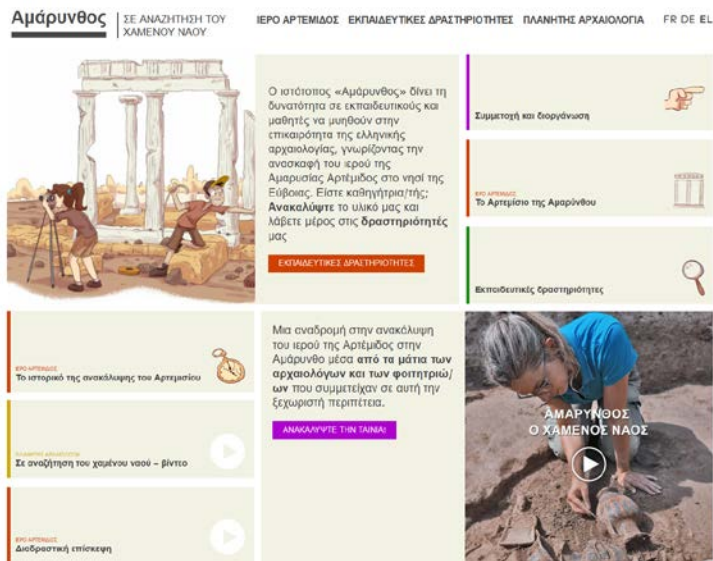 Αμάρυνθος
ΣΕ ΑΝΑΖΗΤΗΣΗ ΤΟΥ
ΧΑΜΕΝΟΥ ΝΑΟΥ
ΙΕΡΟ ΑΡΤΕΜΙΔΟΣ ΕΚΠΑΙΔΕΥΤΙΚΕΣ ΔΡΑΣΤΗΡΙΟΤΗΤΕΣ ΠΛΑΝΗΤΗΣ ΑΡΧΑΙΟΛΟΓΙΑ FR DE EL
Ο ιστότοπος «Αμάρυνθος» δίνει τη
δυνατότητα σε εκπαιδευτικούς και
μαθητές να μυηθούν στην
επικαιρότητα της ελληνικής
αρχαιολογίας, γνωρίζοντας την
ανασκαφή του ιερού της
Αμαρυσίας Αρτέμιδος στο νησί της
Εύβοιας. Είστε καθηγήτρια/τής;
Ανακαλύψτε το υλικό μας και
λάβετε μέρος στις δραστηριότητές
μας
ΕΚΠΑΙΔΕΥΤΙΚΕΣ ΔΡΑΣΤΗΡΙΟΤΗΤΕΣ
Συμμετοχή και διοργάνωση
ΙΕΡΟ ΑΡΤΕΜΙΔΟΣ
Το Αρτεμίσιο της Αμαρύνθου
Εκπαιδευτικές δραστηριότητες
ΙΕΡΟ ΑΡΤΕΜΙΔΟΣ
Το ιστορικό της ανακάλυψης του Αρτεμισίου
ΠΛΑΝΗΤΗΣ ΑΡΧΑΙΟΛΟΓΙΑ
Σε αναζήτηση του χαμένου ναού – βίντεο
ΙΕΡΟ ΑΡΤΕΜΙΔΟΣ
Διαδραστική επίσκεψη
Μια αναδρομή στην ανακάλυψη
του ιερού της Αρτέμιδος στην
Αμάρυνθο μέσα από τα μάτια των
αρχαιολόγων και των φοιτητριώ/
ων που συμμετείχαν σε αυτή την
ξεχωριστή περιπέτεια.
ΑΝΑΚΑΛΥΨΤΕ ΤΗΝ ΤΑΙΝΙΑ!
ΑΜΑΡΥΝΘΟΣ
Ο ΧΑΜΕΝΟΣ ΝΑΟΣ